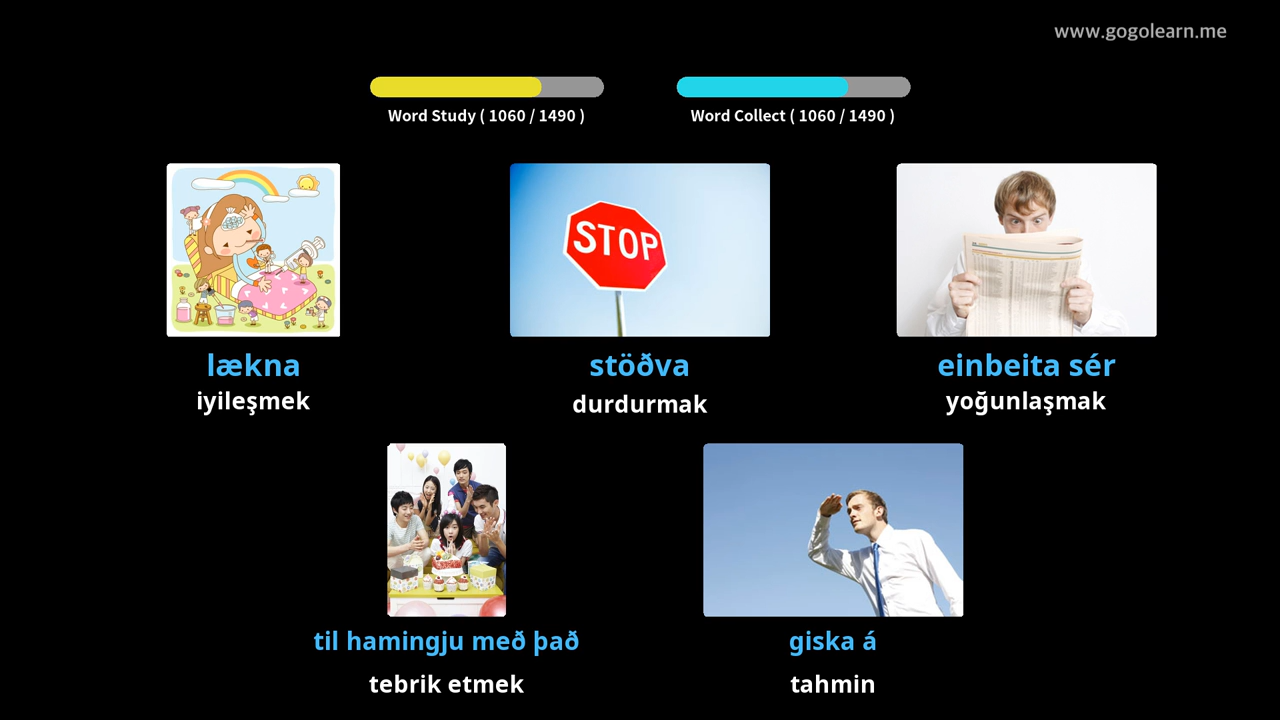 www.gogolearn.me
Word Study ( 1060 / 1490 )
Word Collect ( 1060 / 1490 )
STOP
lækna
iyileşmek
stöðva
durdurmak
einbeita sér
yoğunlaşmak
til hamingju með það
tebrik etmek
giska á
tahmin